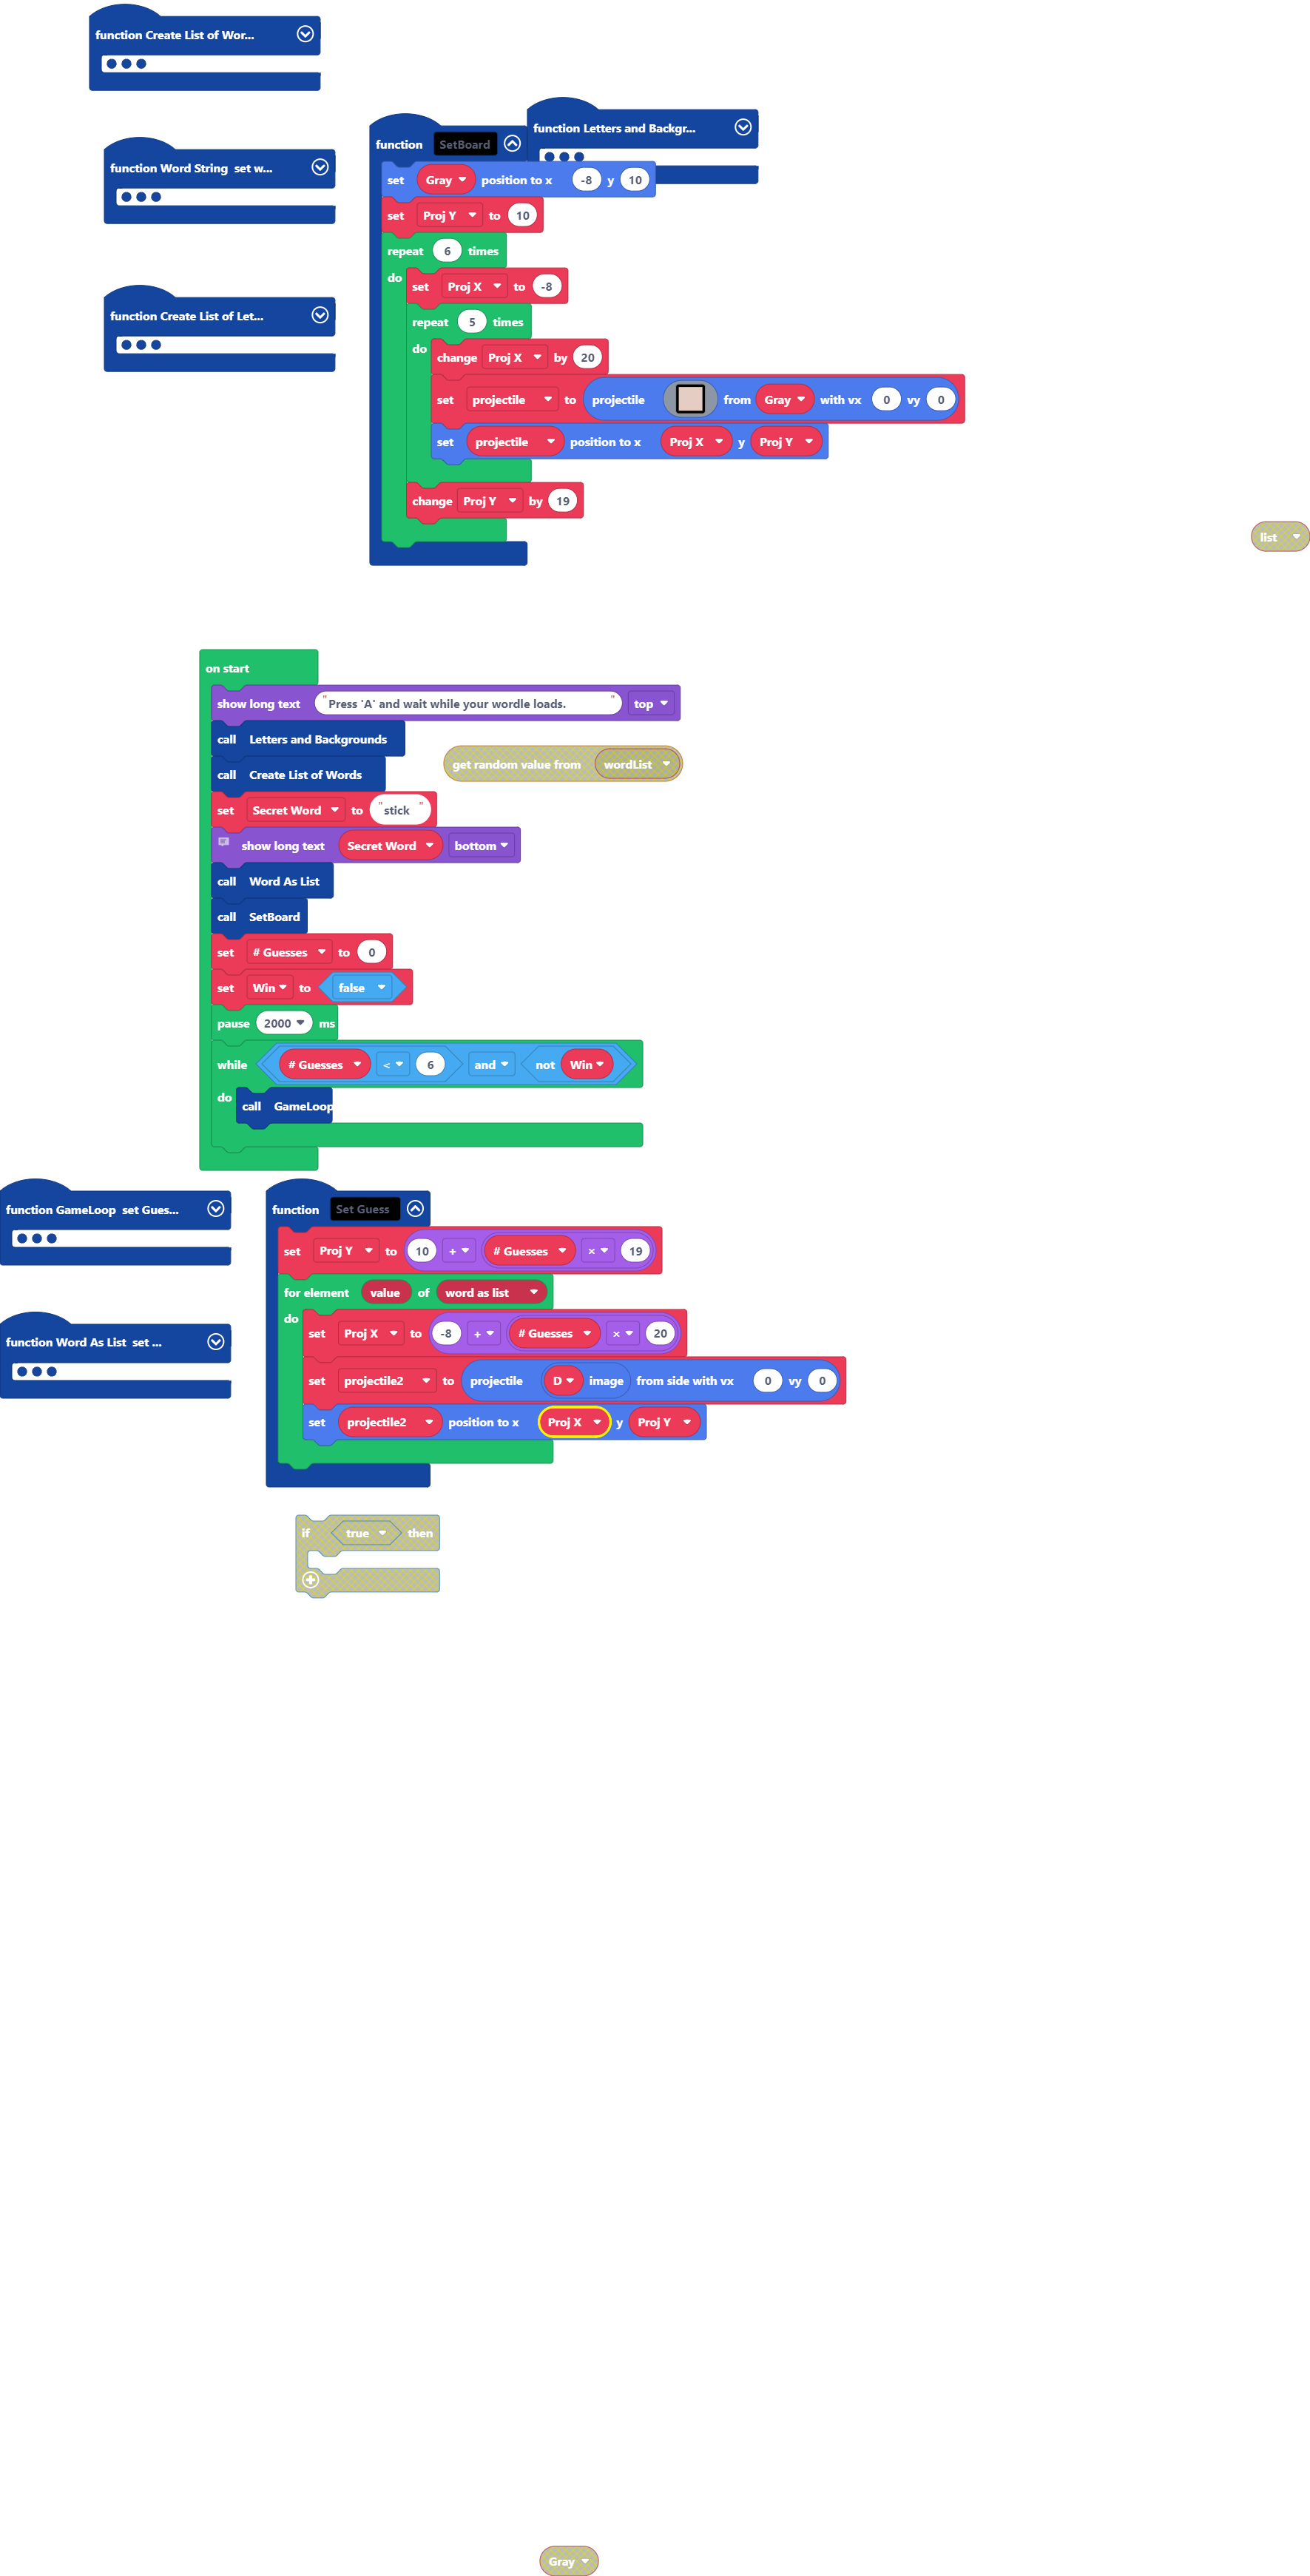 function Create List of Wor...
function Letters and Backgr...
function SetBoard
function Word String set w...
set Gray position to x -8 y 10
set Proj Y to 10
repeat 6 times
do
set Proj X to -8
function Create List of Let...
repeat 5 times
do
change Proj X by 20
set projectile to projectile from Gray with vx 0 vy 0
set projectile position to x Proj X y Proj Y
change Proj Y by 19
list
on start
show long text "Press 'A' and wait while your wordle loads." top
call Letters and Backgrounds
get random value from wordList
call Create List of Words
set Secret Word to "stick"
show long text Secret Word bottom
call Word As List
call SetBoard
set # Guesses to 0
set Win to false
pause 2000 ms
while # Guesses < 6 and not Win
do
call GameLoop
function GameLoop set Gues...
function Set Guess
set Proj Y to 10 + # Guesses × 19
for element value of word as list
do
function Word As List set ...
set Proj X to -8 + # Guesses × 20
set projectile2 to projectile D image from side with vx 0 vy 0
set projectile2 position to x Proj X y Proj Y
if true then
Gray